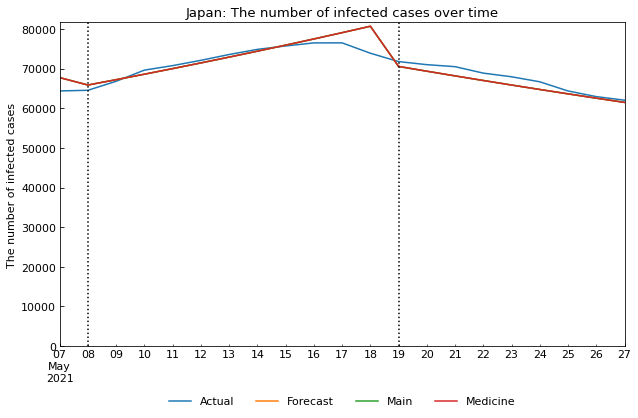 Japan: The number of infected cases over time
The number of infected cases
80000
70000
60000
50000
40000
30000
20000
10000
0
07 08 09 10 11 12 13 14 15 16 17 18 19 20 21 22 23 24 25 26 27
May
2021
Actual Forecast Main Medicine